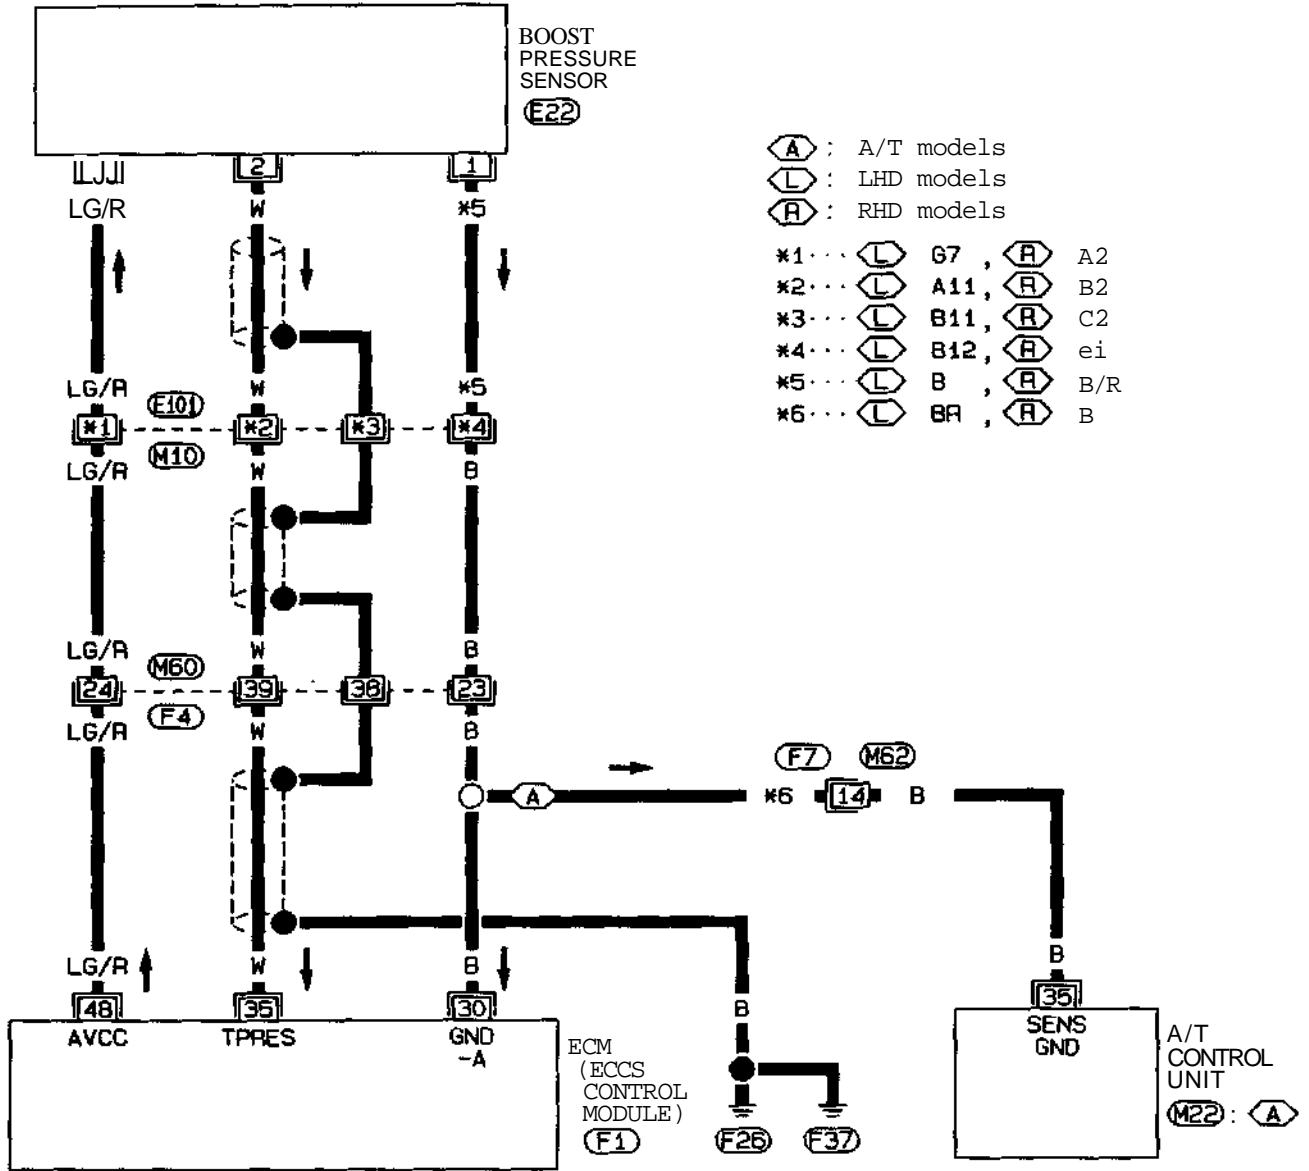 BOOST
PRESSURE
SENSOR
E22
2
1
LG/R
W
*5
A : A/T models
L : LHD models
R : RHD models
*1··· L G7 , R A2
*2··· L A11, R B2
*3··· L B11, R C2
*4··· L B12, R ei
*5··· L B , R B/R
*6··· L BR , R B
LG/R
W
*5
E101
*1
*2
*3
*4
M10
LG/R
W
B
LG/R
W
B
M60
24
39
38
23
F4
LG/R
W
B
F7
M62
A
*6
14
B
LG/R
W
B
B
B
48
35
30
35
AVCC
TPRES
GND
-A
SENS
GND
ECM
(ECCS
CONTROL
MODULE)
F1
F26
F37
A/T
CONTROL
UNIT
M22 : A